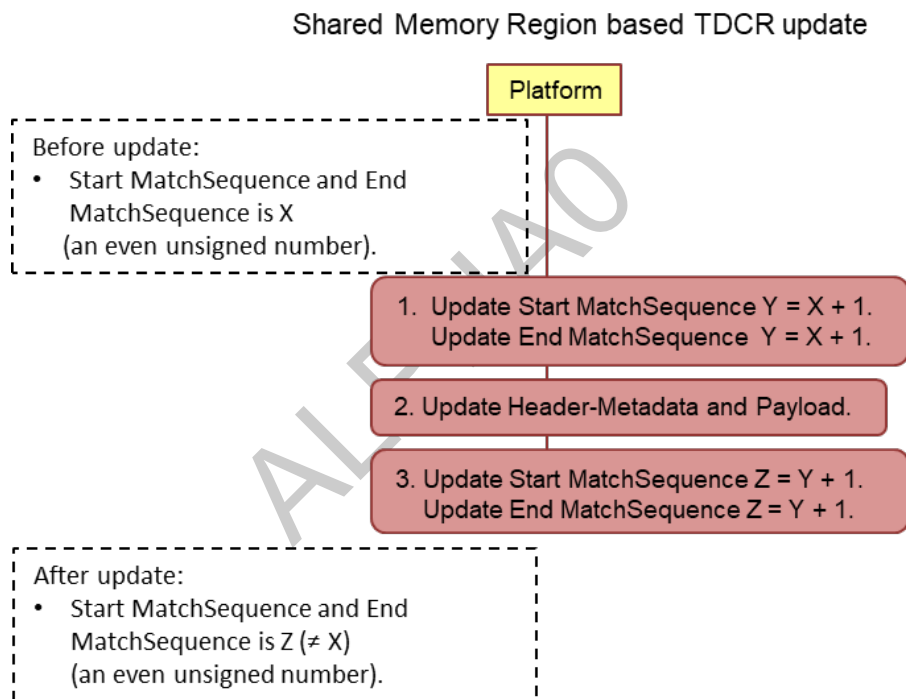 Shared Memory Region based TDCR update
Platform
Before update:
• Start MatchSequence and End
MatchSequence is X
(an even unsigned number).
1. Update Start MatchSequence Y = X + 1.
Update End MatchSequence Y = X + 1.
2. Update Header-Metadata and Payload.
3. Update Start MatchSequence Z = Y + 1.
Update End MatchSequence Z = Y + 1.
After update:
• Start MatchSequence and End
MatchSequence is Z (≠ X)
(an even unsigned number).